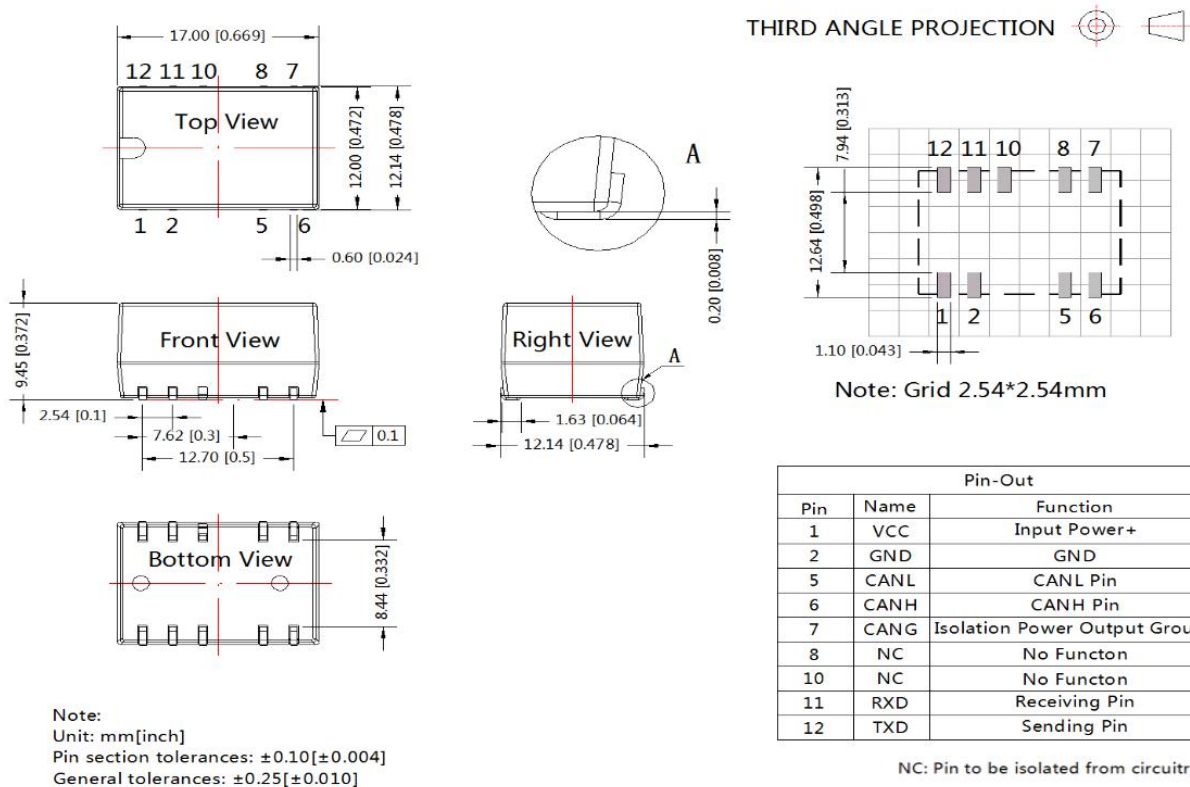 THIRD ANGLE PROJECTION
17.00 [0.669]
12 11 10 8 7
Top View
12.00 [0.472]
12.14 [0.478]
1 2 5 6
0.60 [0.024]
A
0.20 [0.008]
7.94 [0.313]
12.64 [0.498]
12 11 10 8 7
1 2 5 6
1.10 [0.043]
Note: Grid 2.54*2.54mm
9.45 [0.372]
Front View
2.54 [0.1]
7.62 [0.3]
12.70 [0.5]
0.1
Right View
A
1.63 [0.064]
12.14 [0.478]
Bottom View
8.44 [0.332]
Pin-Out
Pin Name Function
1 VCC Input Power+
2 GND GND
5 CANL CANL Pin
6 CANH CANH Pin
7 CANG Isolation Power Output Grou
8 NC No Functon
10 NC No Functon
11 RXD Receiving Pin
12 TXD Sending Pin
NC: Pin to be isolated from circuitr
Note:
Unit: mm[inch]
Pin section tolerances: ±0.10[±0.004]
General tolerances: ±0.25[±0.010]